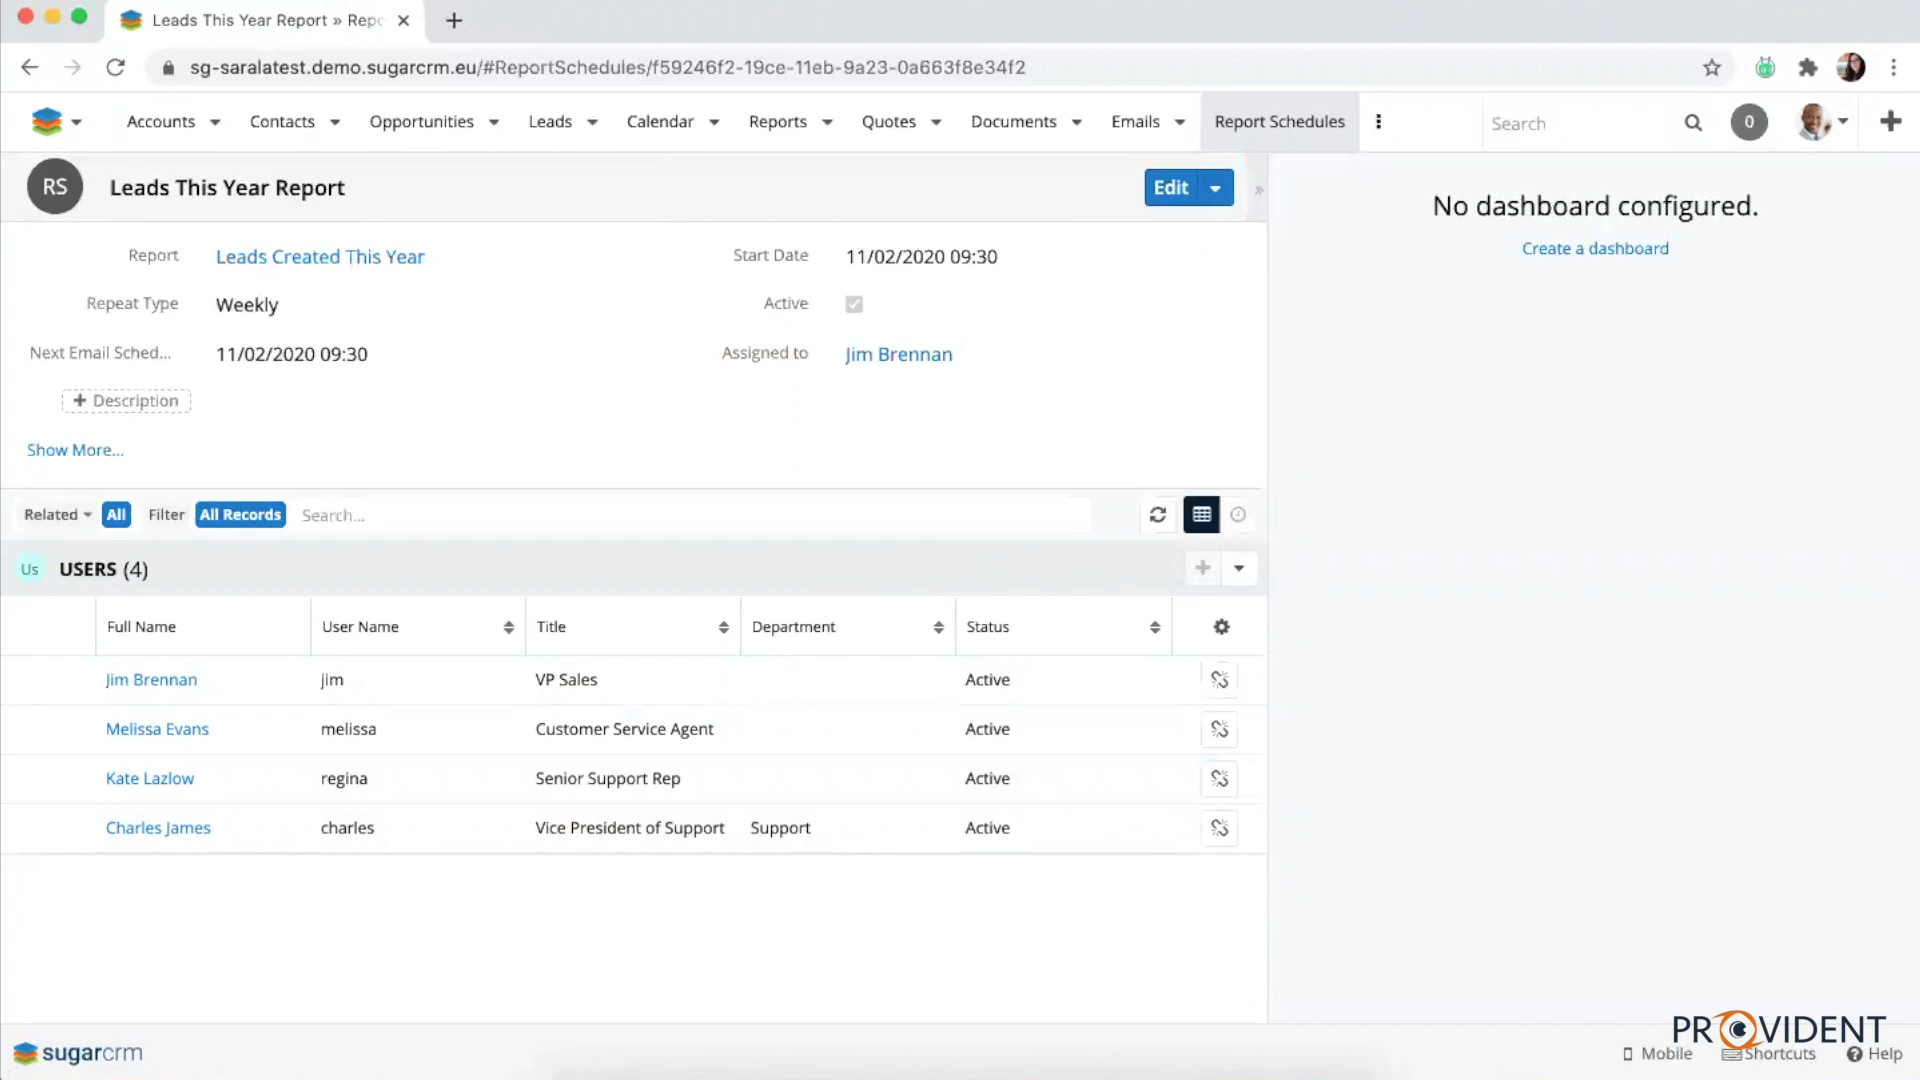 Leads This Year Report » Repo
sg-saralatest.demo.sugarcrm.eu/#ReportSchedules/f59246f2-19ce-11eb-9a23-0a663f8e34f2
Accounts Contacts Opportunities Leads Calendar Reports Quotes Documents Emails Report Schedules Search 0
RS Leads This Year Report Edit
No dashboard configured.
Create a dashboard
Report Leads Created This Year Start Date 11/02/2020 09:30
Repeat Type Weekly Active
Next Email Sched... 11/02/2020 09:30 Assigned to Jim Brennan
Description
Show More...
Related All Filter All Records Search...
Us USERS (4)
Full Name User Name Title Department Status
Jim Brennan jim VP Sales Active
Melissa Evans melissa Customer Service Agent Active
Kate Lazlow regina Senior Support Rep Active
Charles James charles Vice President of Support Support Active
PROVIDENT
sugarcrm Mobile Shortcuts Help